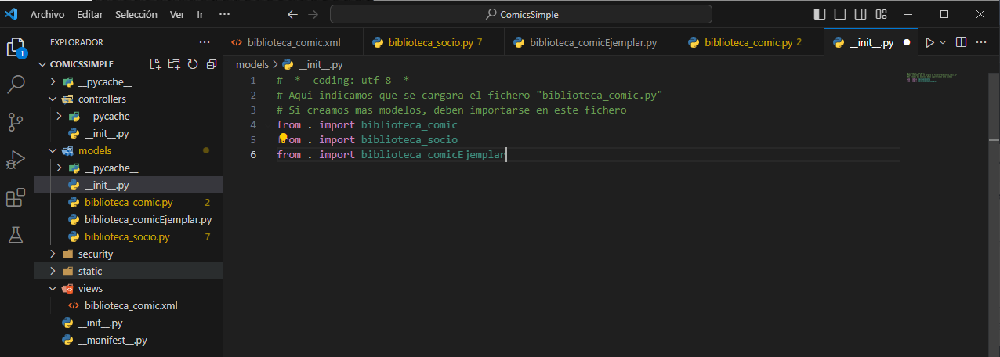 Archivo Editar Selección Ver Ir ··· ComicsSimple
EXPLORADOR ···
COMICSSIMPLE
__pycache__
controllers
__pycache__
__init__.py
models
__pycache__
__init__.py
biblioteca_comic.py 2
biblioteca_comicEjemplar.py
biblioteca_socio.py 7
security
static
views
biblioteca_comic.xml
__init__.py
__manifest__.py
1
biblioteca_comic.xml biblioteca_socio.py 7 biblioteca_comicEjemplar.py biblioteca_comic.py 2 __init__.py
models > __init__.py
1 # -*- coding: utf-8 -*-
2 # Aqui indicamos que se cargara el fichero "biblioteca_comic.py"
3 # Si creamos mas modelos, deben importarse en este fichero
4 from . import biblioteca_comic
5 from . import biblioteca_socio
6 from . import biblioteca_comicEjemplar